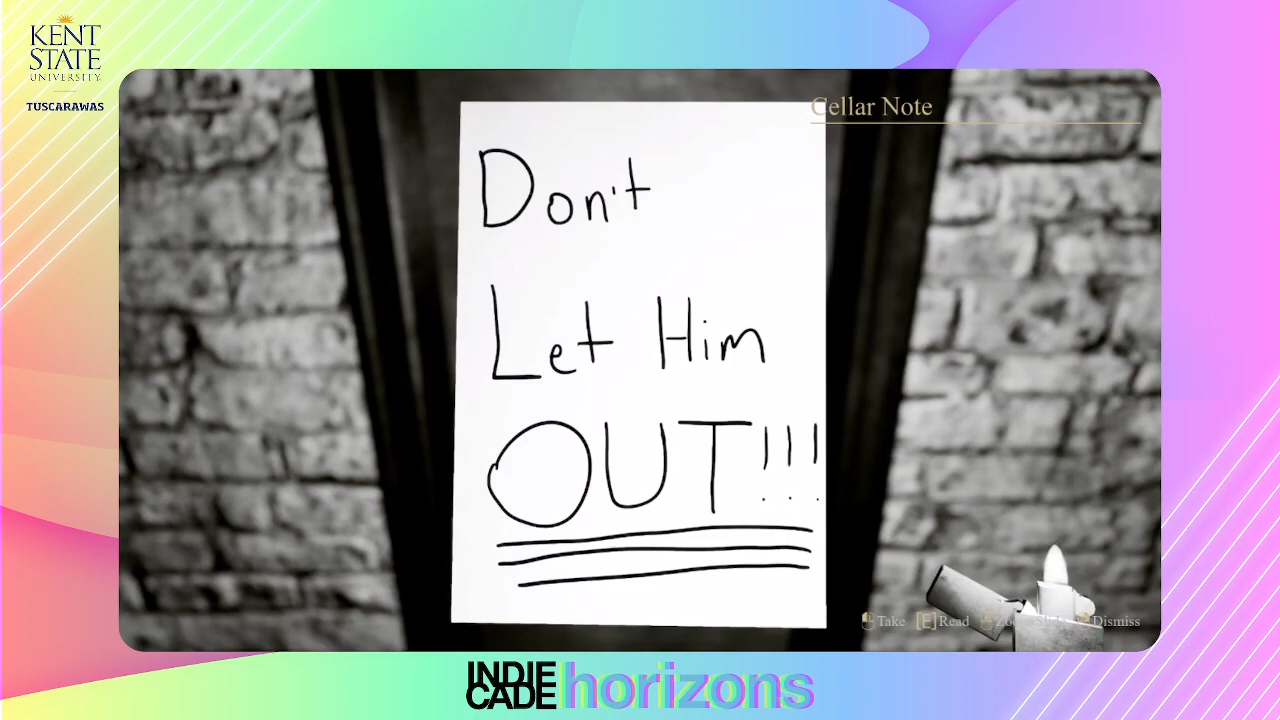 KENT
STATE
UNIVERSITY
TUSCARAWAS
Cellar Note
Don't
Let Him
OUT!!!
Take [E]Read Dismiss
INDIE
CADE horizons